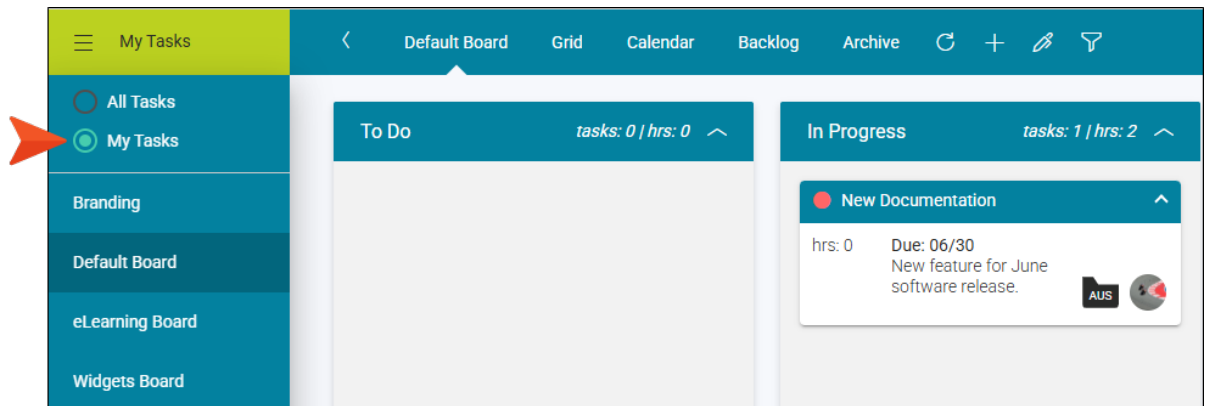 My Tasks
Default Board Grid Calendar Backlog Archive
All Tasks
My Tasks
Branding
Default Board
eLearning Board
Widgets Board
To Do tasks: 0 / hrs: 0
In Progress tasks: 1 / hrs: 2
New Documentation
hrs: 0 Due: 06/30
New feature for June
software release.
AUS